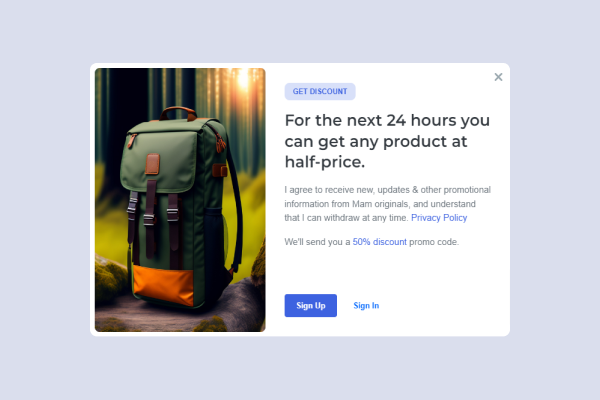 GET DISCOUNT
For the next 24 hours you
can get any product at
half-price.
I agree to receive new, updates & other promotional
information from Mam originals, and understand
that I can withdraw at any time. Privacy Policy
We'll send you a 50% discount promo code.
Sign Up
Sign In